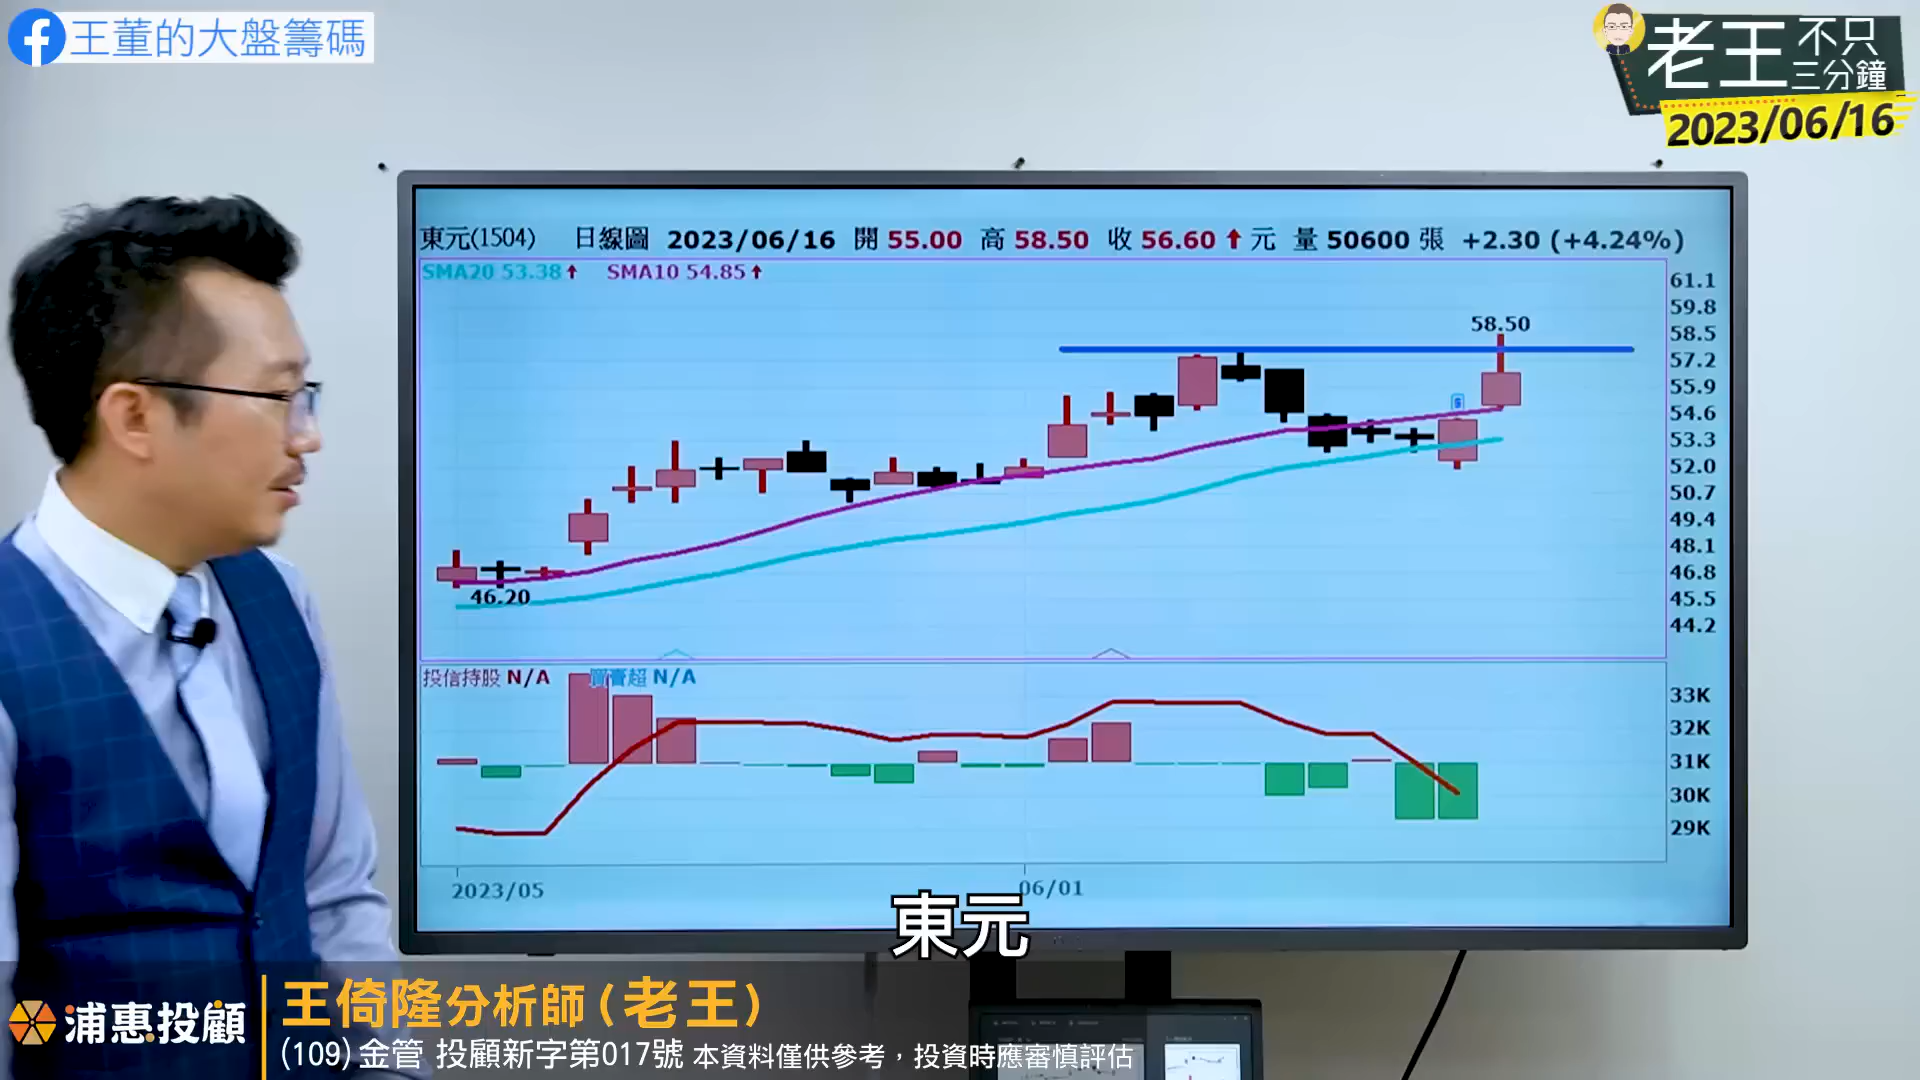 王董的大盤籌碼
老王 不只三分鐘
2023/06/16
東元(1504) 日線圖 2023/06/16 開 55.00 高 58.50 收 56.60 ↑ 元 量 50600 張 +2.30 (+4.24%)
SMA20 53.38↑ SMA10 54.85↑
58.50
46.20
61.1
59.8
58.5
57.2
55.9
54.6
53.3
52.0
50.7
49.4
48.1
46.8
45.5
44.2
投信持股 N/A 買賣超 N/A
33K
32K
31K
30K
29K
2023/05 06/01
東元
浦惠投顧
王倚隆分析師(老王)
(109)金管 投顧新字第017號 本資料僅供參考，投資時應審慎評估